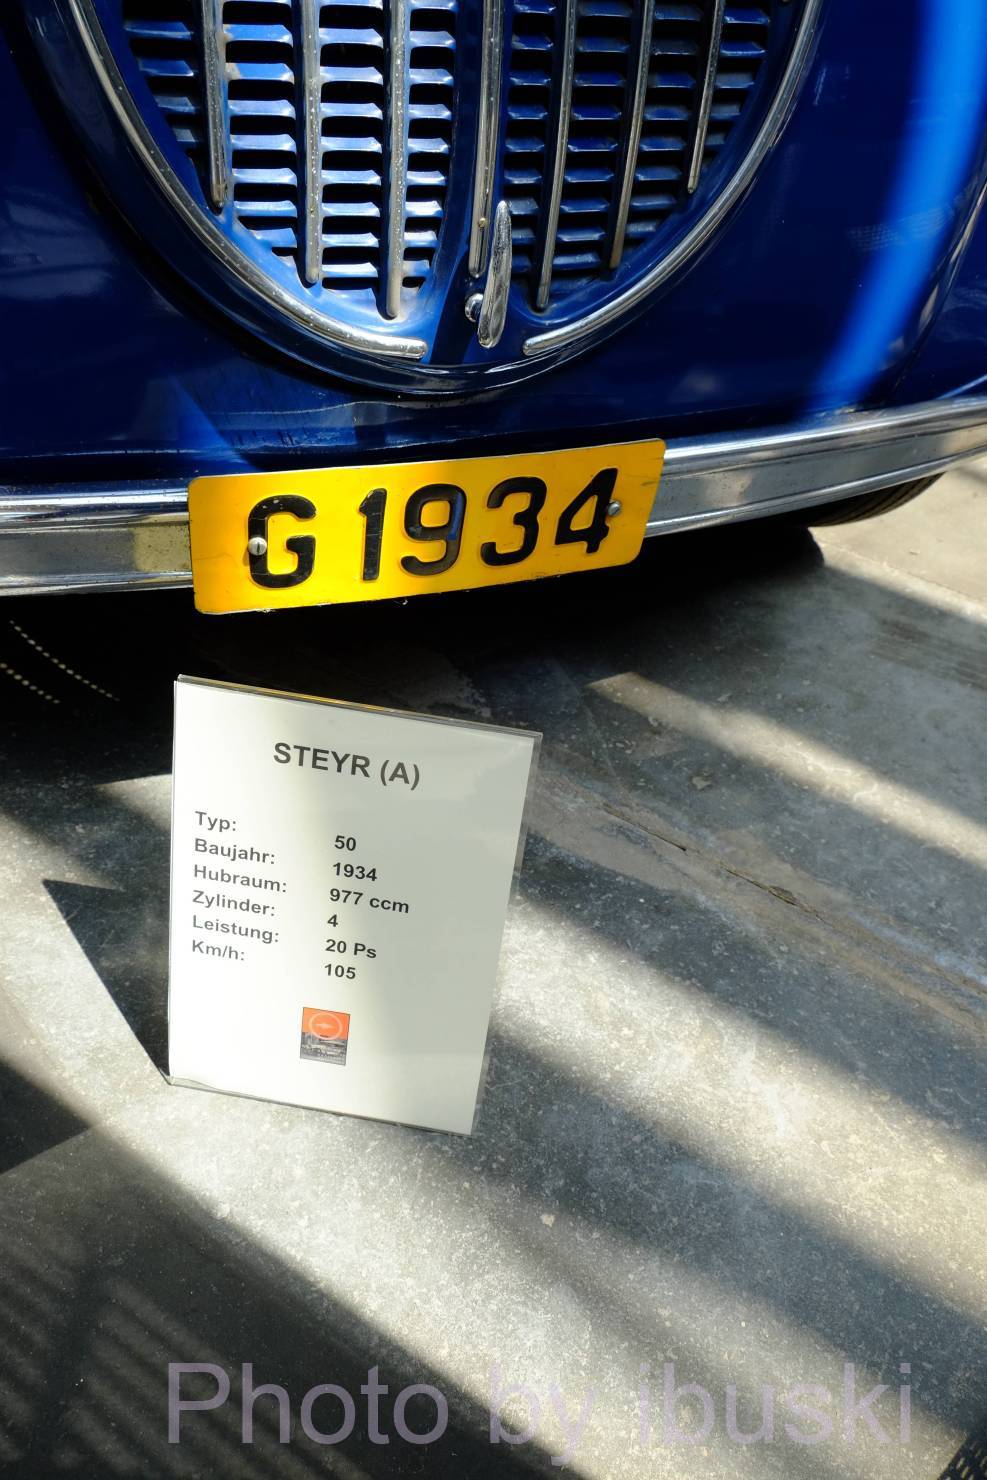 G 1934
STEYR (A)
Typ: 50
Baujahr: 1934
Hubraum: 977 ccm
Zylinder: 4
Leistung: 20 Ps
Km/h: 105
Photo by ibuski